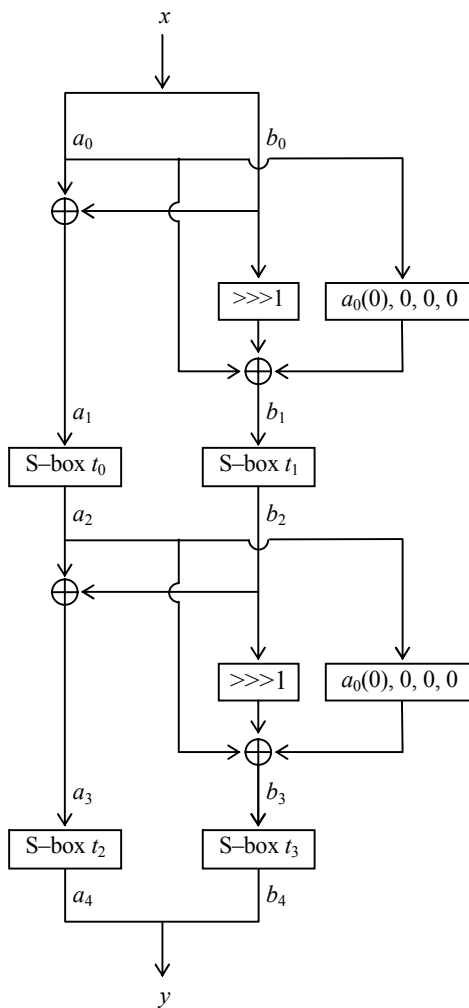 x
a₀ b₀
>>>1 a₀(0), 0, 0, 0
a₁ b₁
S–box t₀ S–box t₁
a₂ b₂
>>>1 a₀(0), 0, 0, 0
a₃ b₃
S–box t₂ S–box t₃
a₄ b₄
y